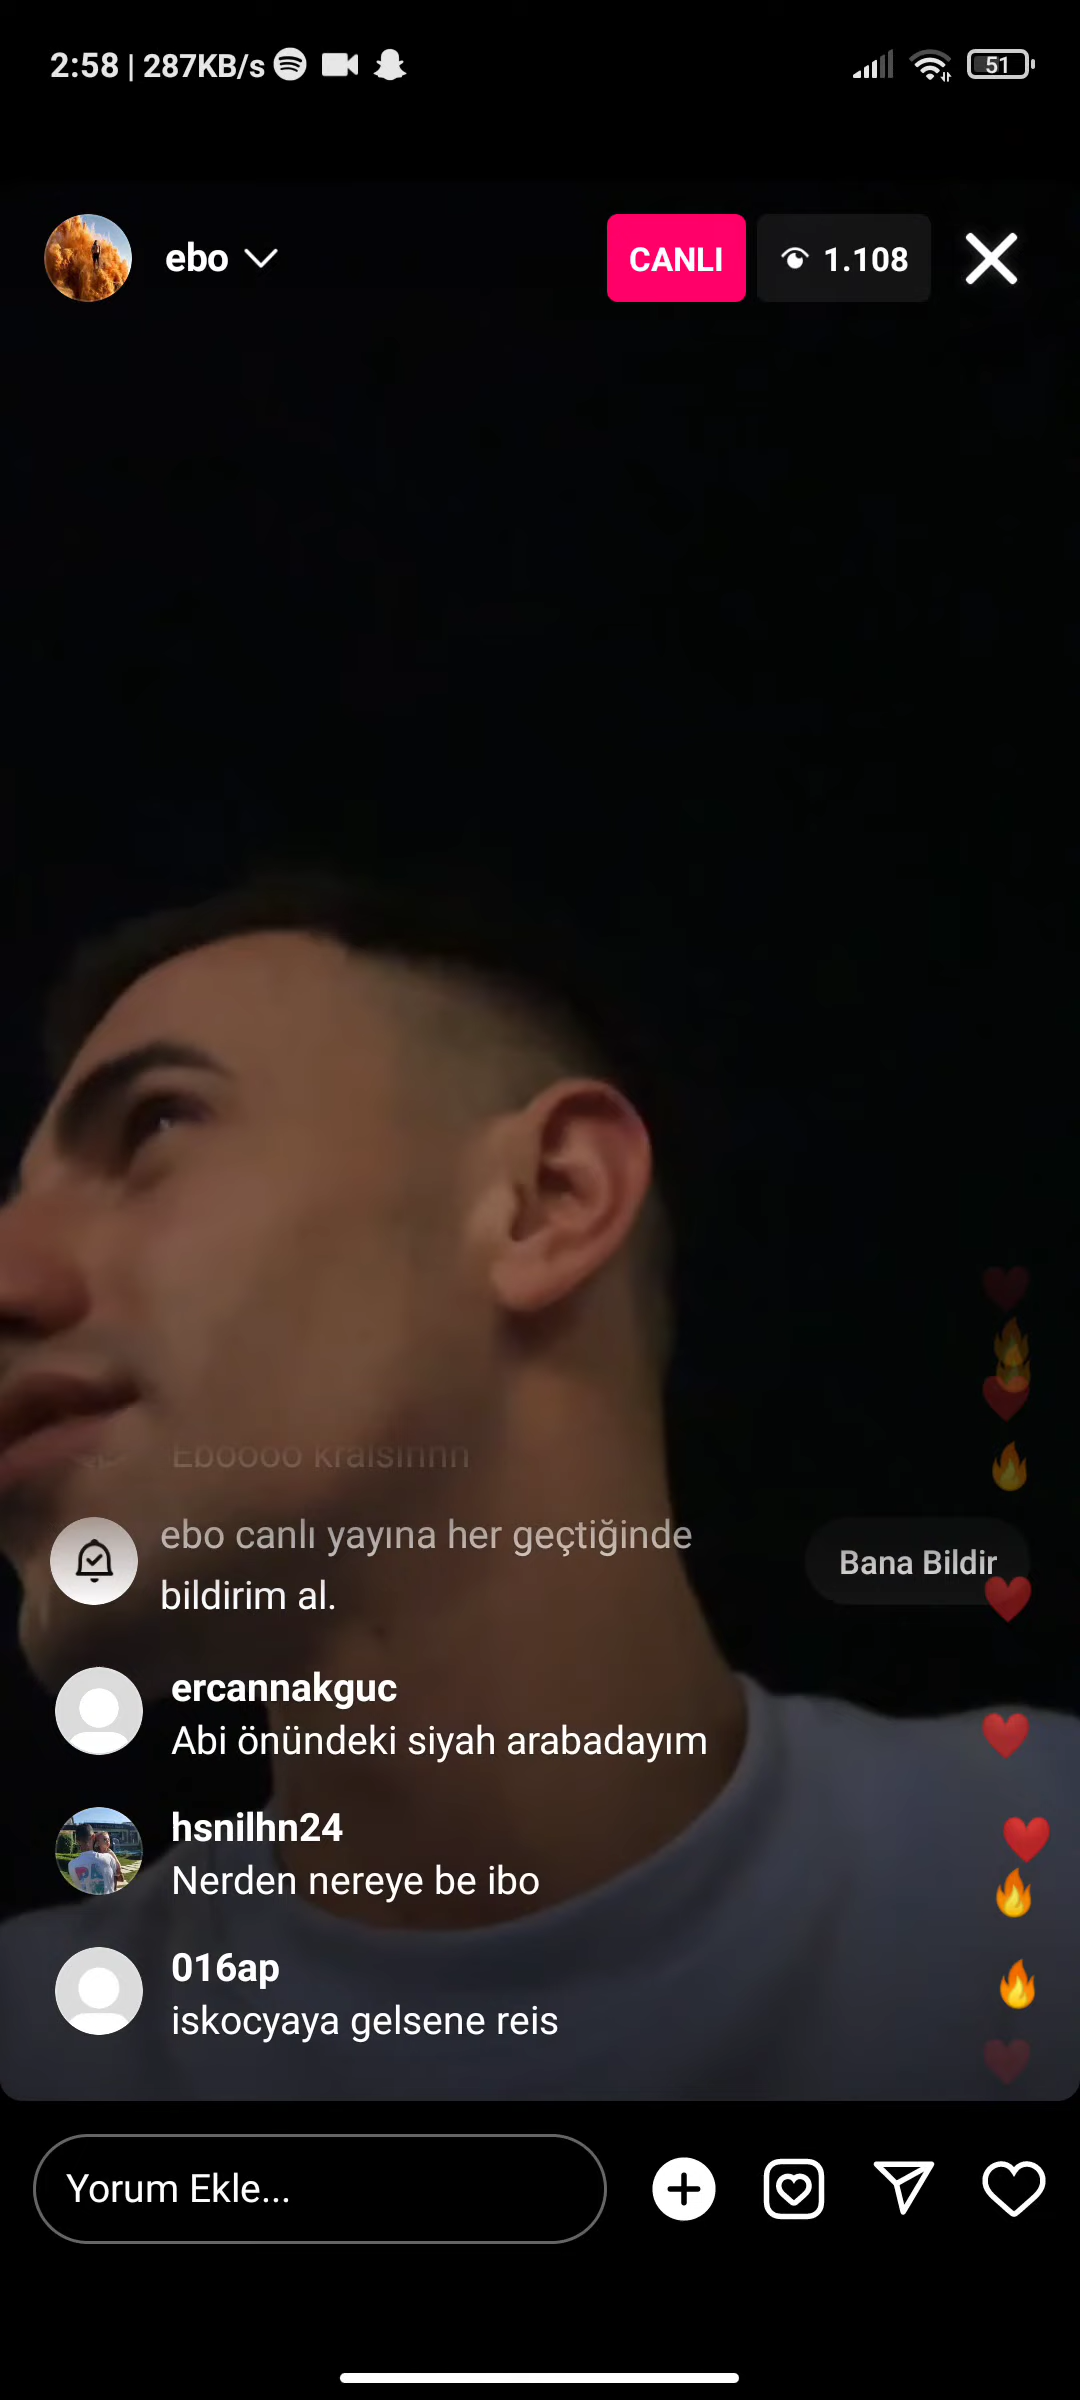 2:58 | 287KB/s
51
ebo
CANLI
1.108
ebo canlı yayına her geçtiğinde
bildirim al.
Bana Bildir
ercannakguc
Abi önündeki siyah arabadayım
hsnilhn24
Nerden nereye be ibo
016ap
iskocyaya gelsene reis
Yorum Ekle...